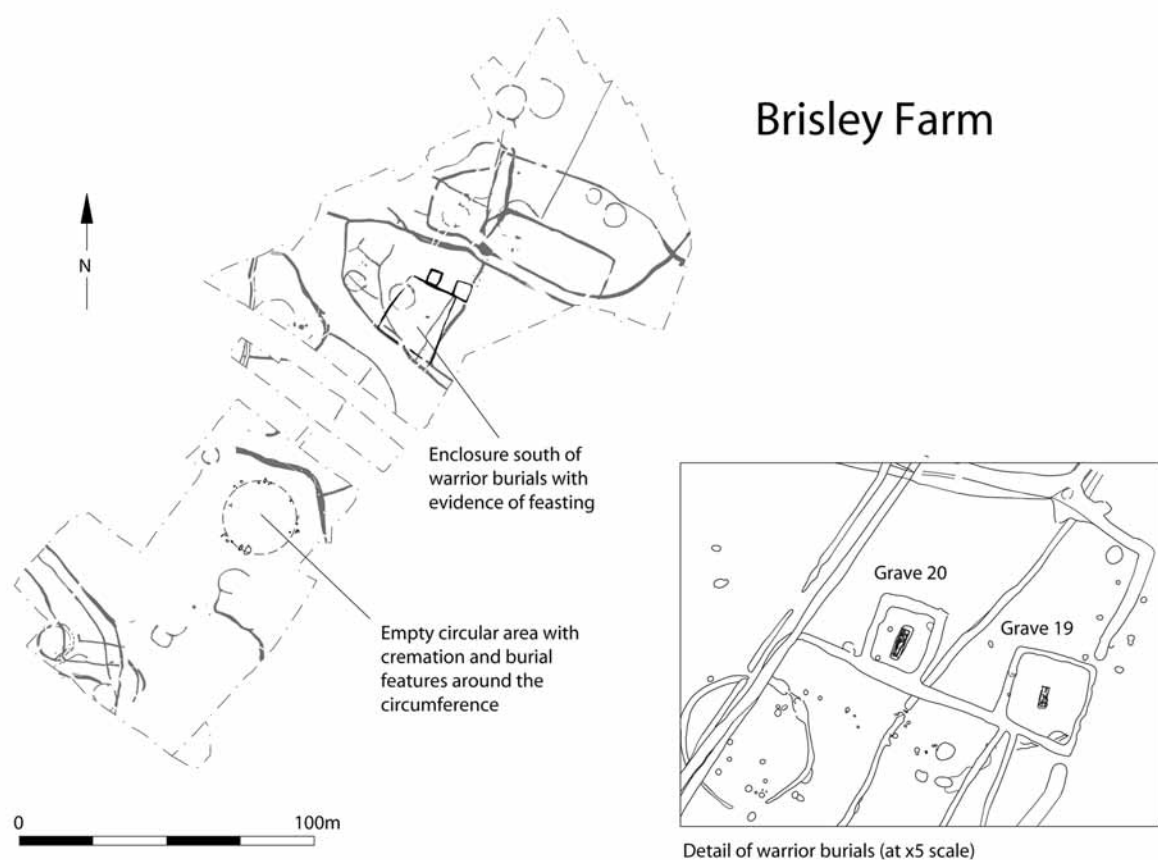 Brisley Farm
N
Enclosure south of
warrior burials with
evidence of feasting
Empty circular area with
cremation and burial
features around the
circumference
Grave 20
Grave 19
0
100m
Detail of warrior burials (at x5 scale)